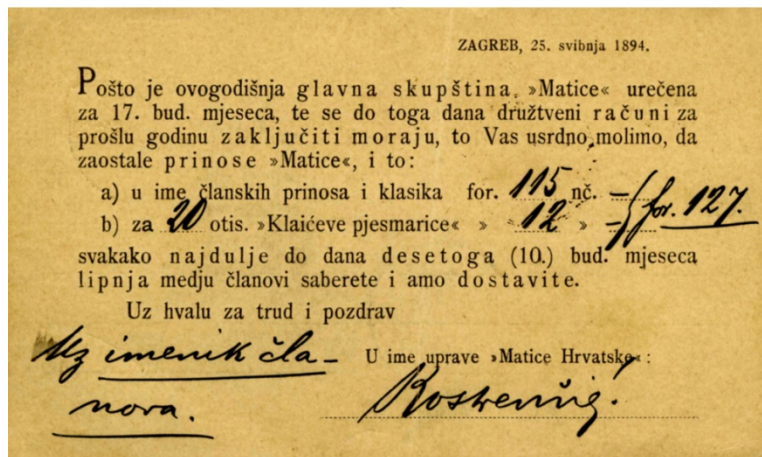 ZAGREB, 25. svibnja 1894.
Pošto je ovogodišnja glavna skupština »Matice« urečena
za 17. bud. mjeseca, te se do toga dana družtveni računi za
prošlu godinu zaključiti moraju, to Vas usrdno molimo, da
zaostale prinose »Matice«, i to:
a) u ime članskih prinosa i klasika for. 115 nč. —
b) za 20 otis. »Klaićeve pjesmarice« » 12 » — for. 127.
svakako najdulje do dana desetoga (10.) bud. mjeseca
lipnja medju članovi saberete i amo dostavite.
Uz hvalu za trud i pozdrav
Uz imenik čla-
nova.
U ime uprave »Matice Hrvatske« :
Kostrenčić.